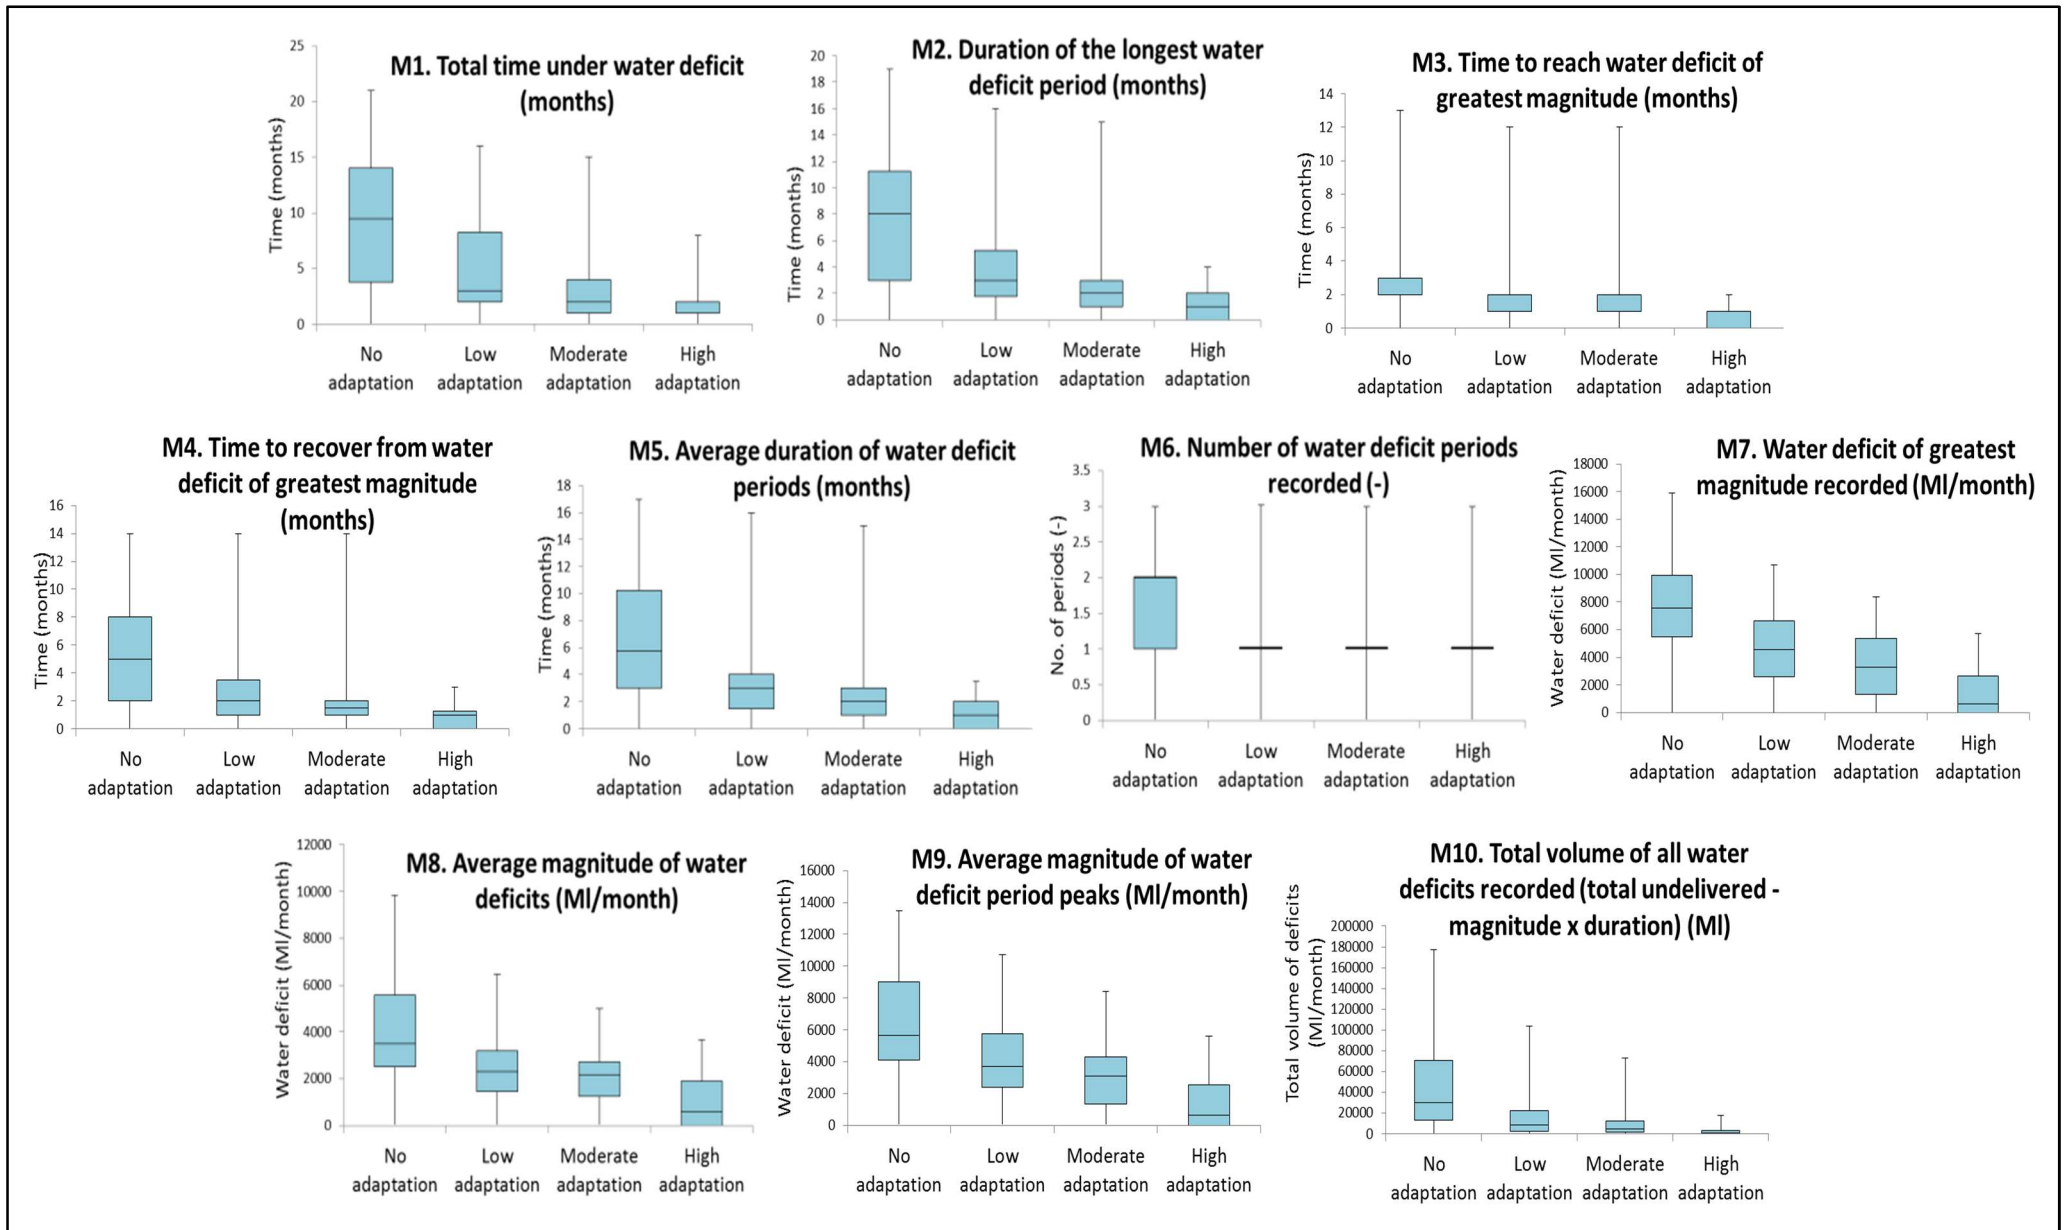 M1. Total time under water deficit
(months)
Time (months)
25
20
15
10
5
0
No
adaptation
Low
adaptation
Moderate
adaptation
High
adaptation
M2. Duration of the longest water
deficit period (months)
Time (months)
20
18
16
14
12
10
8
6
4
2
0
No
adaptation
Low
adaptation
Moderate
adaptation
High
adaptation
M3. Time to reach water deficit of
greatest magnitude (months)
Time (months)
14
12
10
8
6
4
2
0
No
adaptation
Low
adaptation
Moderate
adaptation
High
adaptation
M4. Time to recover from water
deficit of greatest magnitude
(months)
Time (months)
16
14
12
10
8
6
4
2
0
No
adaptation
Low
adaptation
Moderate
adaptation
High
adaptation
M5. Average duration of water deficit
periods (months)
Time (months)
18
16
14
12
10
8
6
4
2
0
No
adaptation
Low
adaptation
Moderate
adaptation
High
adaptation
M6. Number of water deficit periods
recorded (-)
No. of periods (-)
3.5
3
2.5
2
1.5
1
0.5
0
No
adaptation
Low
adaptation
Moderate
adaptation
High
adaptation
M7. Water deficit of greatest
magnitude recorded (Ml/month)
Water deficit (Ml/month)
18000
16000
14000
12000
10000
8000
6000
4000
2000
0
No
adaptation
Low
adaptation
Moderate
adaptation
High
adaptation
M8. Average magnitude of water
deficits (Ml/month)
Water deficit (Ml/month)
12000
10000
8000
6000
4000
2000
0
No
adaptation
Low
adaptation
Moderate
adaptation
High
adaptation
M9. Average magnitude of water
deficit period peaks (Ml/month)
Water deficit (Ml/month)
16000
14000
12000
10000
8000
6000
4000
2000
0
No
adaptation
Low
adaptation
Moderate
adaptation
High
adaptation
M10. Total volume of all water
deficits recorded (total undelivered -
magnitude x duration) (Ml)
Total volume of deficits
(Ml/month)
200000
180000
160000
140000
120000
100000
80000
60000
40000
20000
0
No
adaptation
Low
adaptation
Moderate
adaptation
High
adaptation